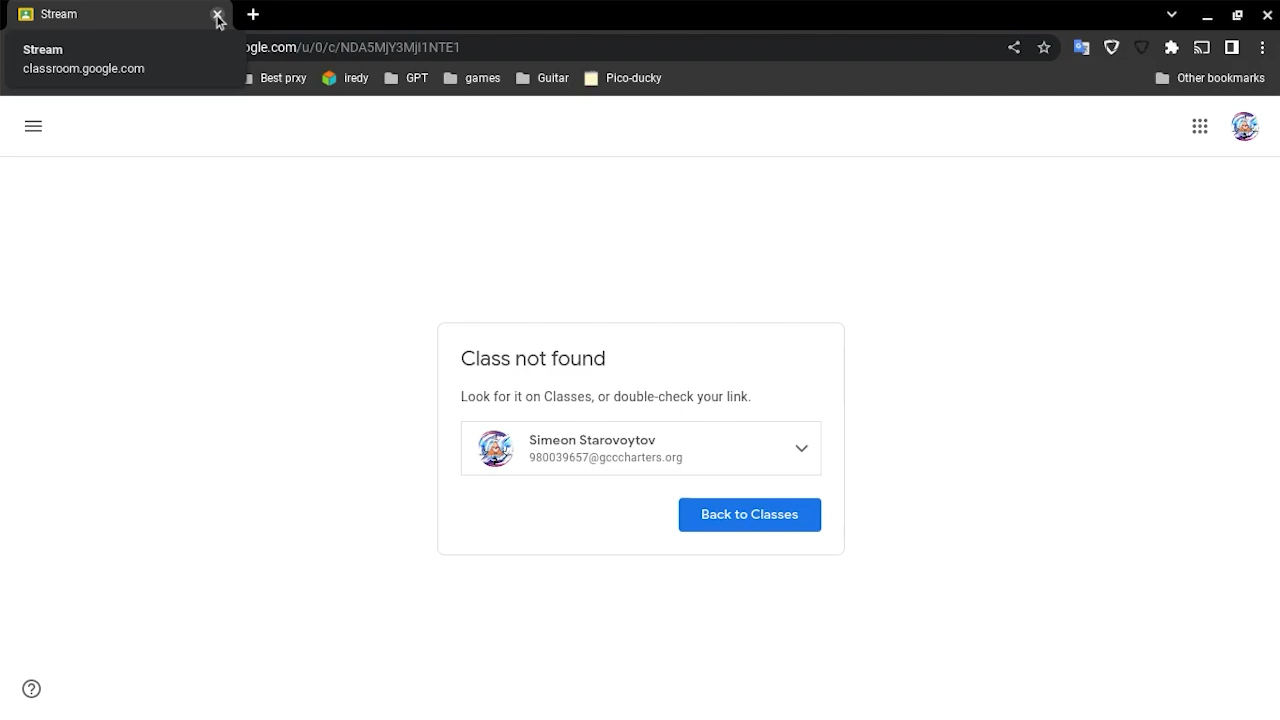 Stream
Stream
classroom.google.com
ogle.com/u/0/c/NDA5MjY3MjI1NTE1
Best prxy
iredy
GPT
games
Guitar
Pico-ducky
Other bookmarks
Class not found
Look for it on Classes, or double-check your link.
Simeon Starovoytov
980039657@gcccharters.org
Back to Classes